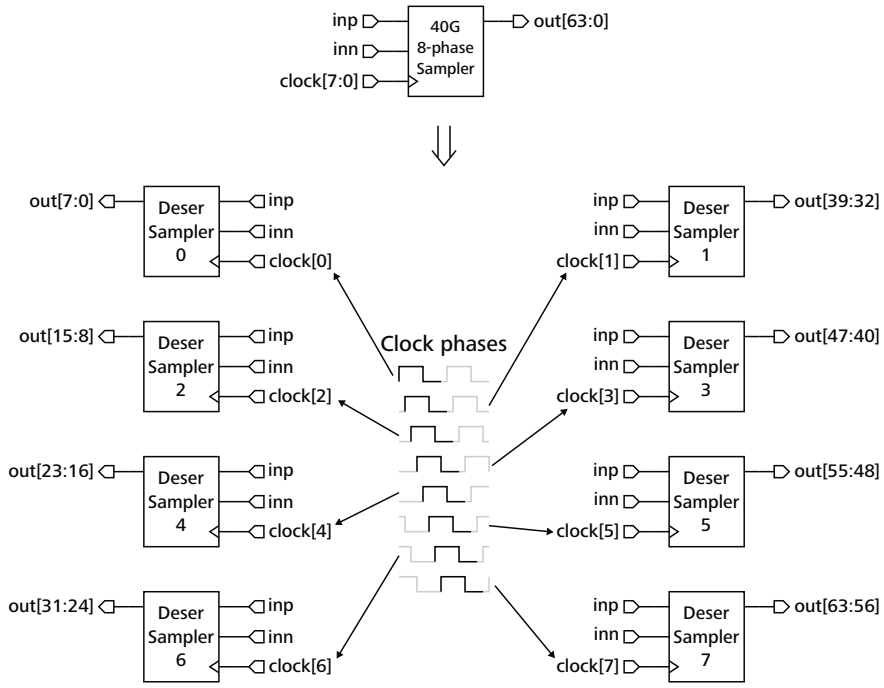 inp
inn
clock[7:0]
40G
8-phase
Sampler
out[63:0]
out[7:0]
Deser
Sampler
0
inp
inn
clock[0]
inp
inn
clock[1]
Deser
Sampler
1
out[39:32]
out[15:8]
Deser
Sampler
2
inp
inn
clock[2]
Clock phases
inp
inn
clock[3]
Deser
Sampler
3
out[47:40]
out[23:16]
Deser
Sampler
4
inp
inn
clock[4]
inp
inn
clock[5]
Deser
Sampler
5
out[55:48]
out[31:24]
Deser
Sampler
6
inp
inn
clock[6]
inp
inn
clock[7]
Deser
Sampler
7
out[63:56]